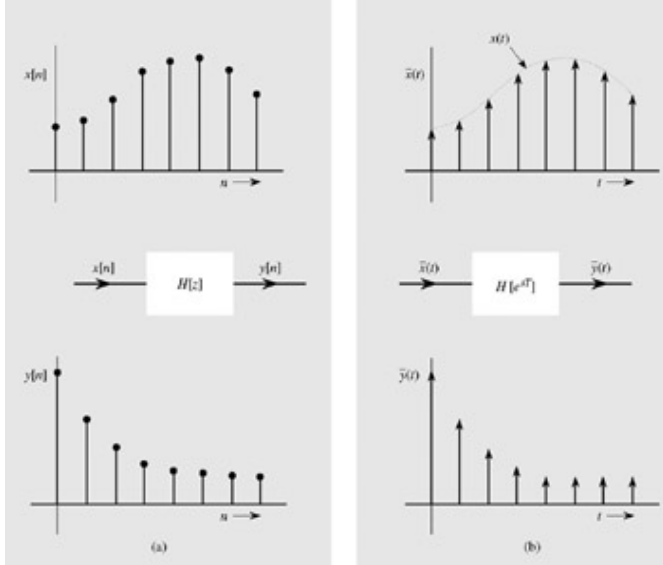 x[n]
n
x[n]
y[n]
H[z]
y[n]
n
(a)
x(t)
x̄(t)
t
x̄(t)
ȳ(t)
H[e^sT]
ȳ(t)
t
(b)